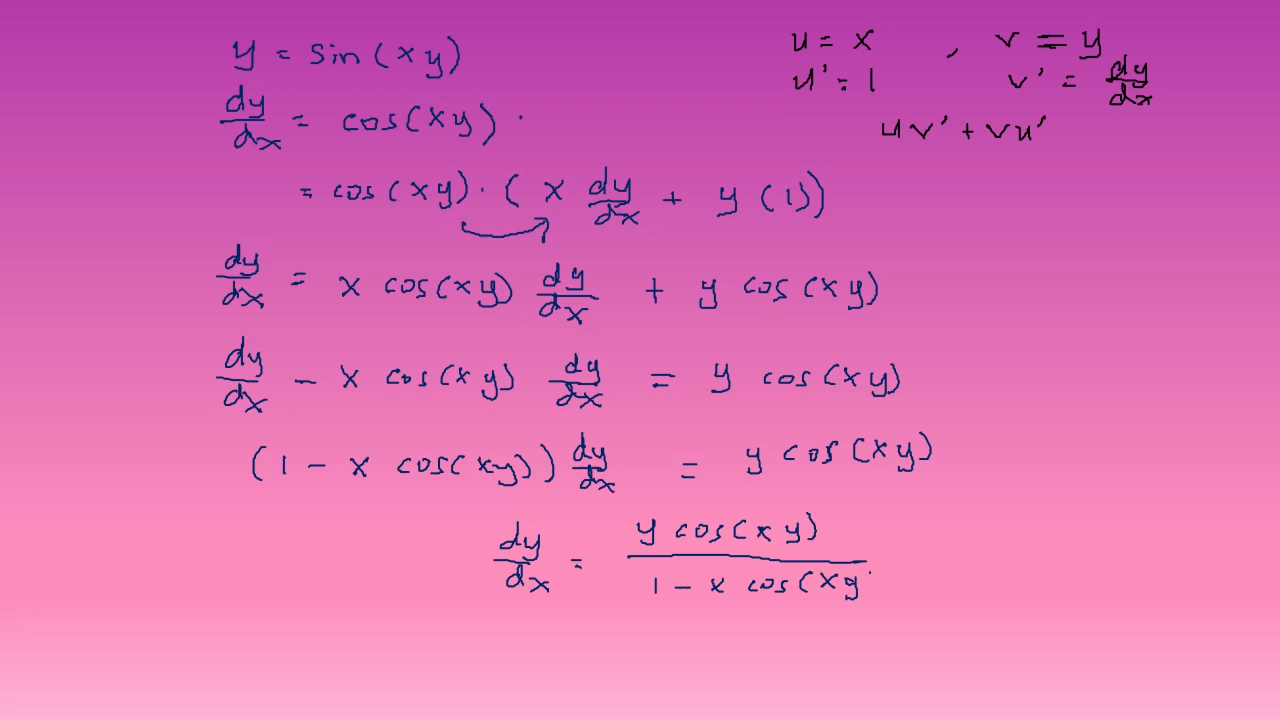 y = sin(xy)
dy/dx = cos(xy) ·
= cos(xy) · (x dy/dx + y(1))
dy/dx = x cos(xy) dy/dx + y cos(xy)
dy/dx - x cos(xy) dy/dx = y cos(xy)
(1 - x cos(xy)) dy/dx = y cos(xy)
dy/dx = y cos(xy) / 1 - x cos(xy
u = x , v = y
u' = 1 v' = dy/dx
uv' + vu'